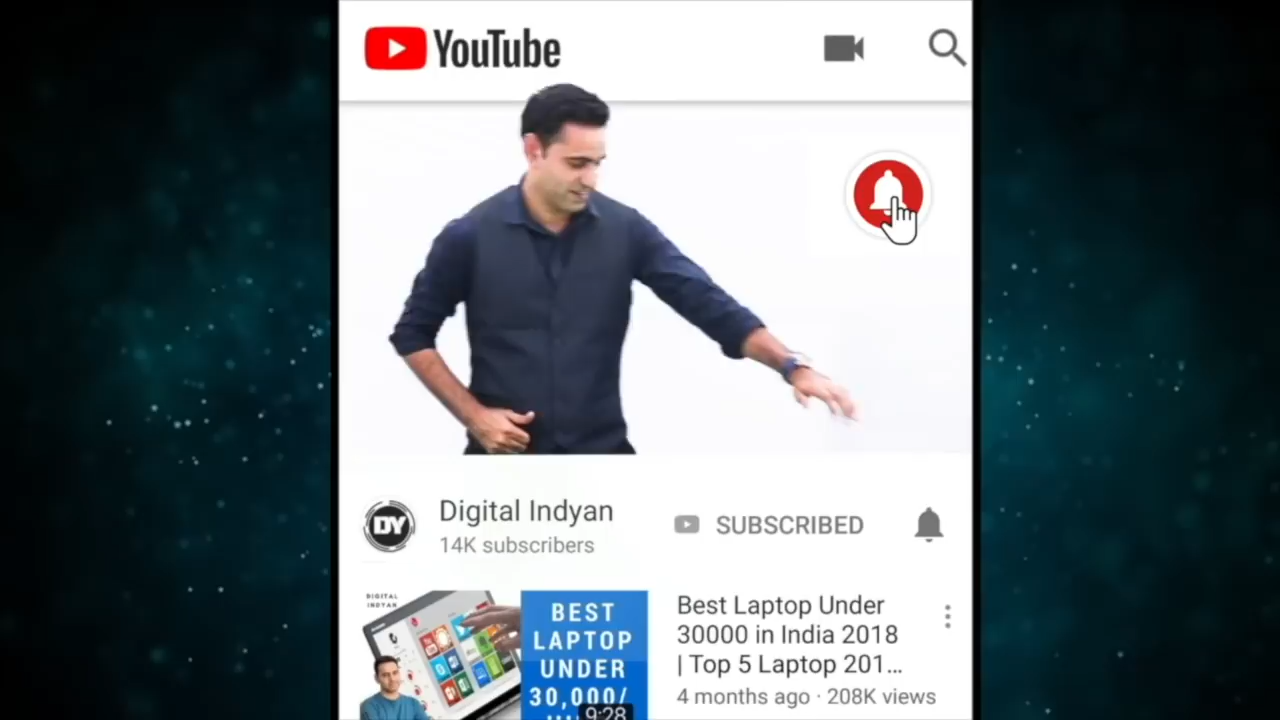 YouTube
DY
Digital Indyan
14K subscribers
SUBSCRIBED
DIGITAL
INDYAN
BEST
LAPTOP
UNDER
30,000/
9:28
Best Laptop Under
30000 in India 2018
| Top 5 Laptop 201...
4 months ago · 208K views